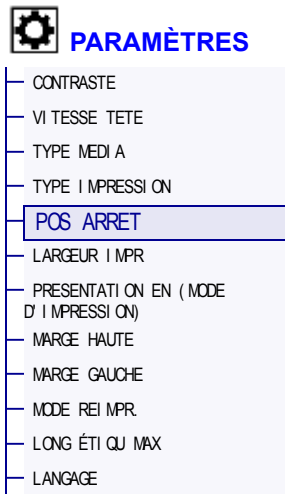 PARAMÈTRES
CONTRASTE
VITESSE TETE
TYPE MEDIA
TYPE IMPRESSION
POS ARRET
LARGEUR IMPR
PRESENTATION EN (MODE
D'IMPRESSION)
MARGE HAUTE
MARGE GAUCHE
MODE REIMPR.
LONG ÉTIQU MAX
LANGAGE